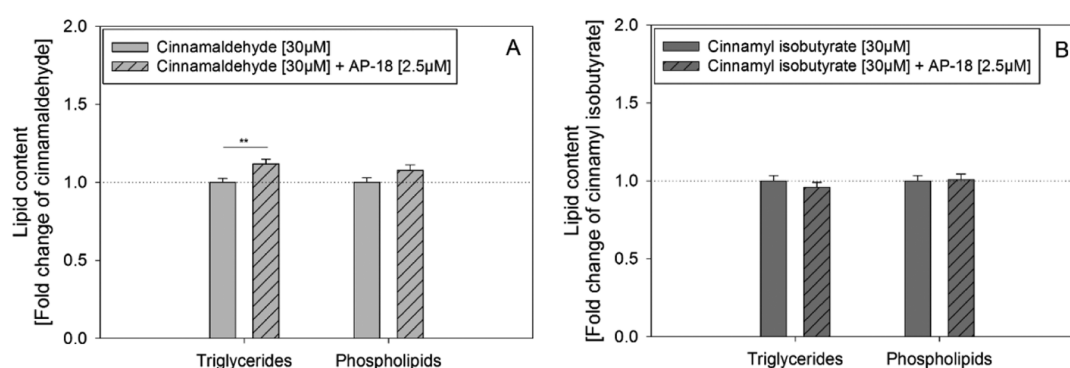 A
Cinnamaldehyde [30µM]
Cinnamaldehyde [30µM] + AP-18 [2.5µM]
Lipid content
[Fold change of cinnamaldehyde]
2.0
1.5
1.0
0.5
0.0
**
Triglycerides Phospholipids
B
Cinnamyl isobutyrate [30µM]
Cinnamyl isobutyrate [30µM] + AP-18 [2.5µM]
Lipid content
[Fold change of cinnamyl isobutyrate]
2.0
1.5
1.0
0.5
0.0
Triglycerides Phospholipids